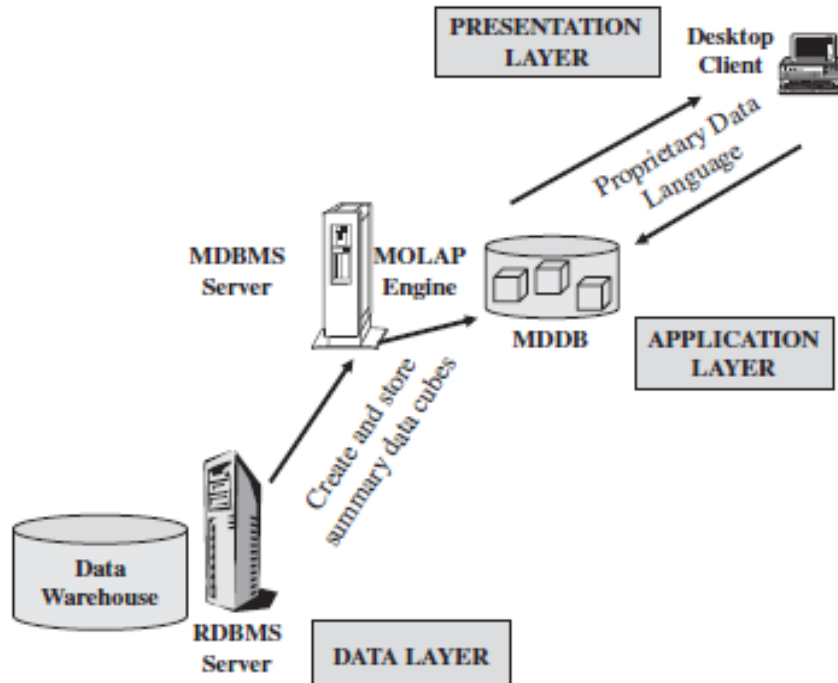 PRESENTATION
LAYER
Desktop
Client
Proprietary Data
Language
MDBMS
Server
MOLAP
Engine
MDDB
APPLICATION
LAYER
Create and store
summary data cubes
Data
Warehouse
RDBMS
Server
DATA LAYER